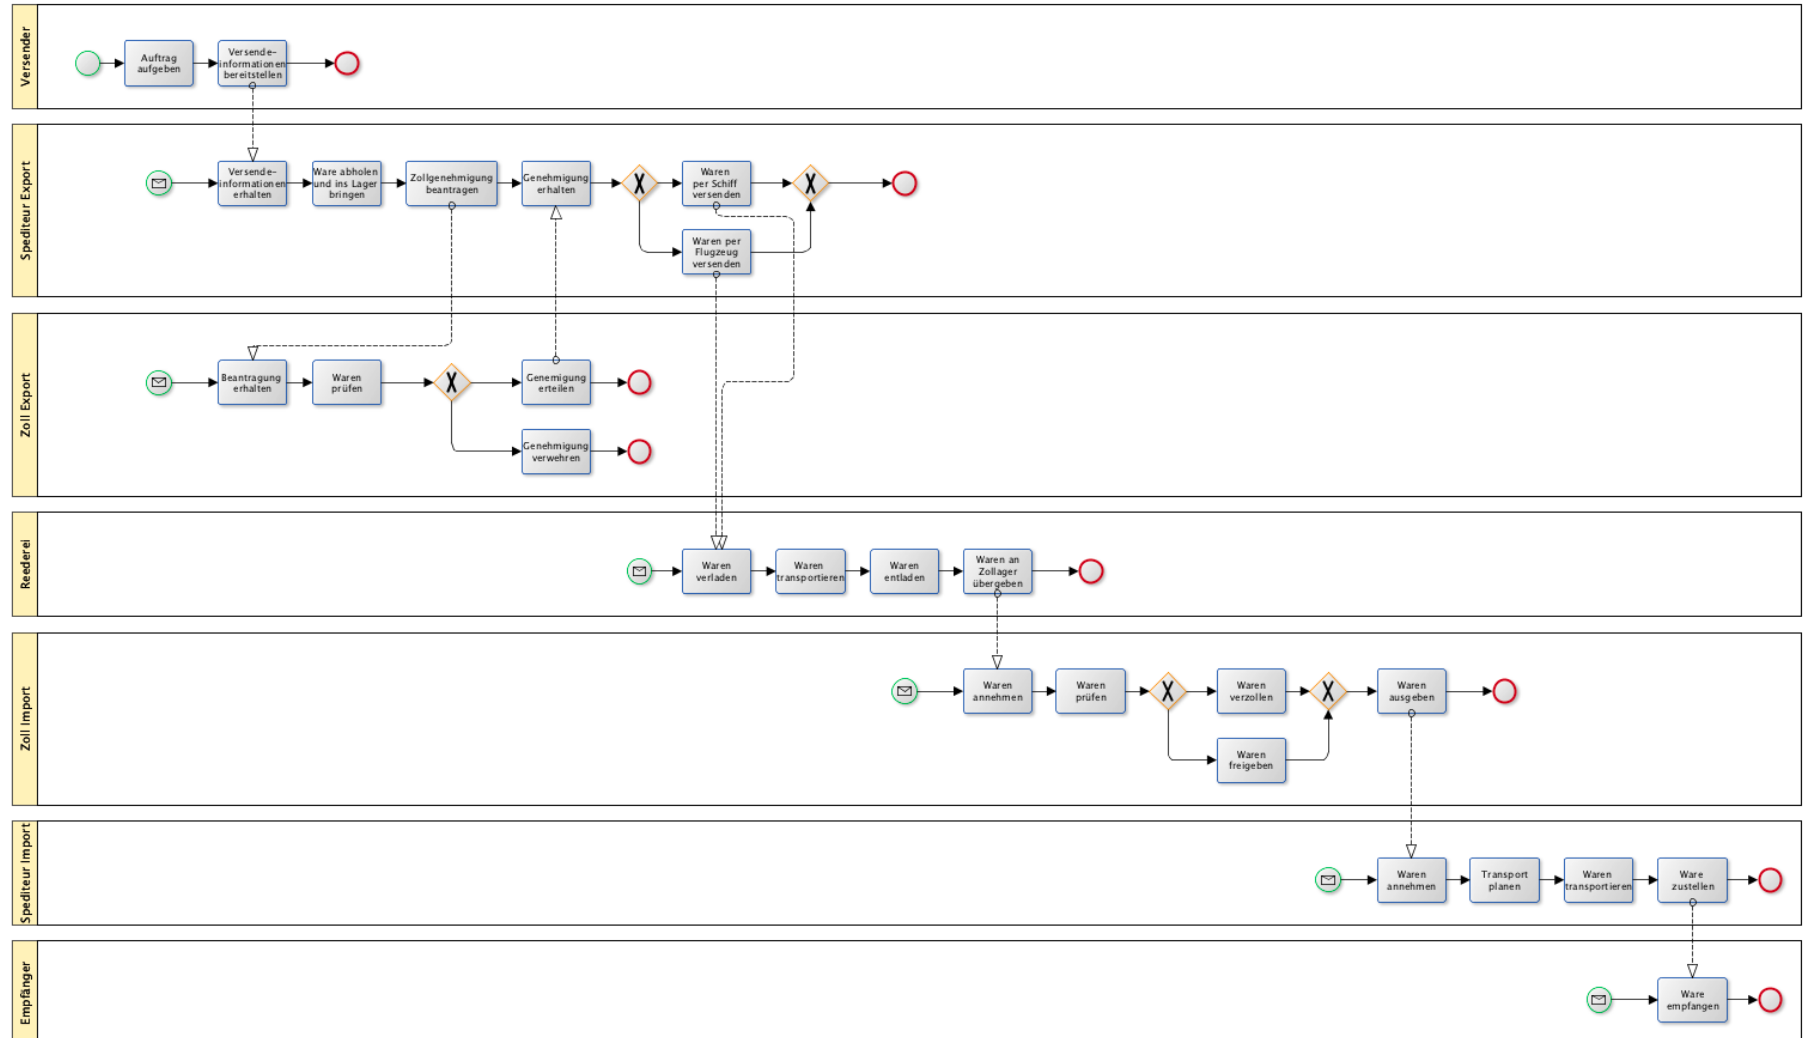 Versender
Auftrag
aufgeben
Versende-
informationen
bereitstellen
Spediteur Export
Versende-
informationen
erhalten
Ware abholen
und ins Lager
bringen
Zollgenehmigung
beantragen
Genehmigung
erhalten
Waren
per Schiff
versenden
Waren per
Flugzeug
versenden
Zoll Export
Beantragung
erhalten
Waren
prüfen
Genemigung
erteilen
Genehmigung
verwehren
Reederei
Waren
verladen
Waren
transportieren
Waren
entladen
Waren an
Zollager
übergeben
Zoll Import
Waren
annehmen
Waren
prüfen
Waren
verzollen
Waren
ausgeben
Waren
freigeben
Spediteur Import
Waren
annehmen
Transport
planen
Waren
transportieren
Ware
zustellen
Empfänger
Ware
empfangen